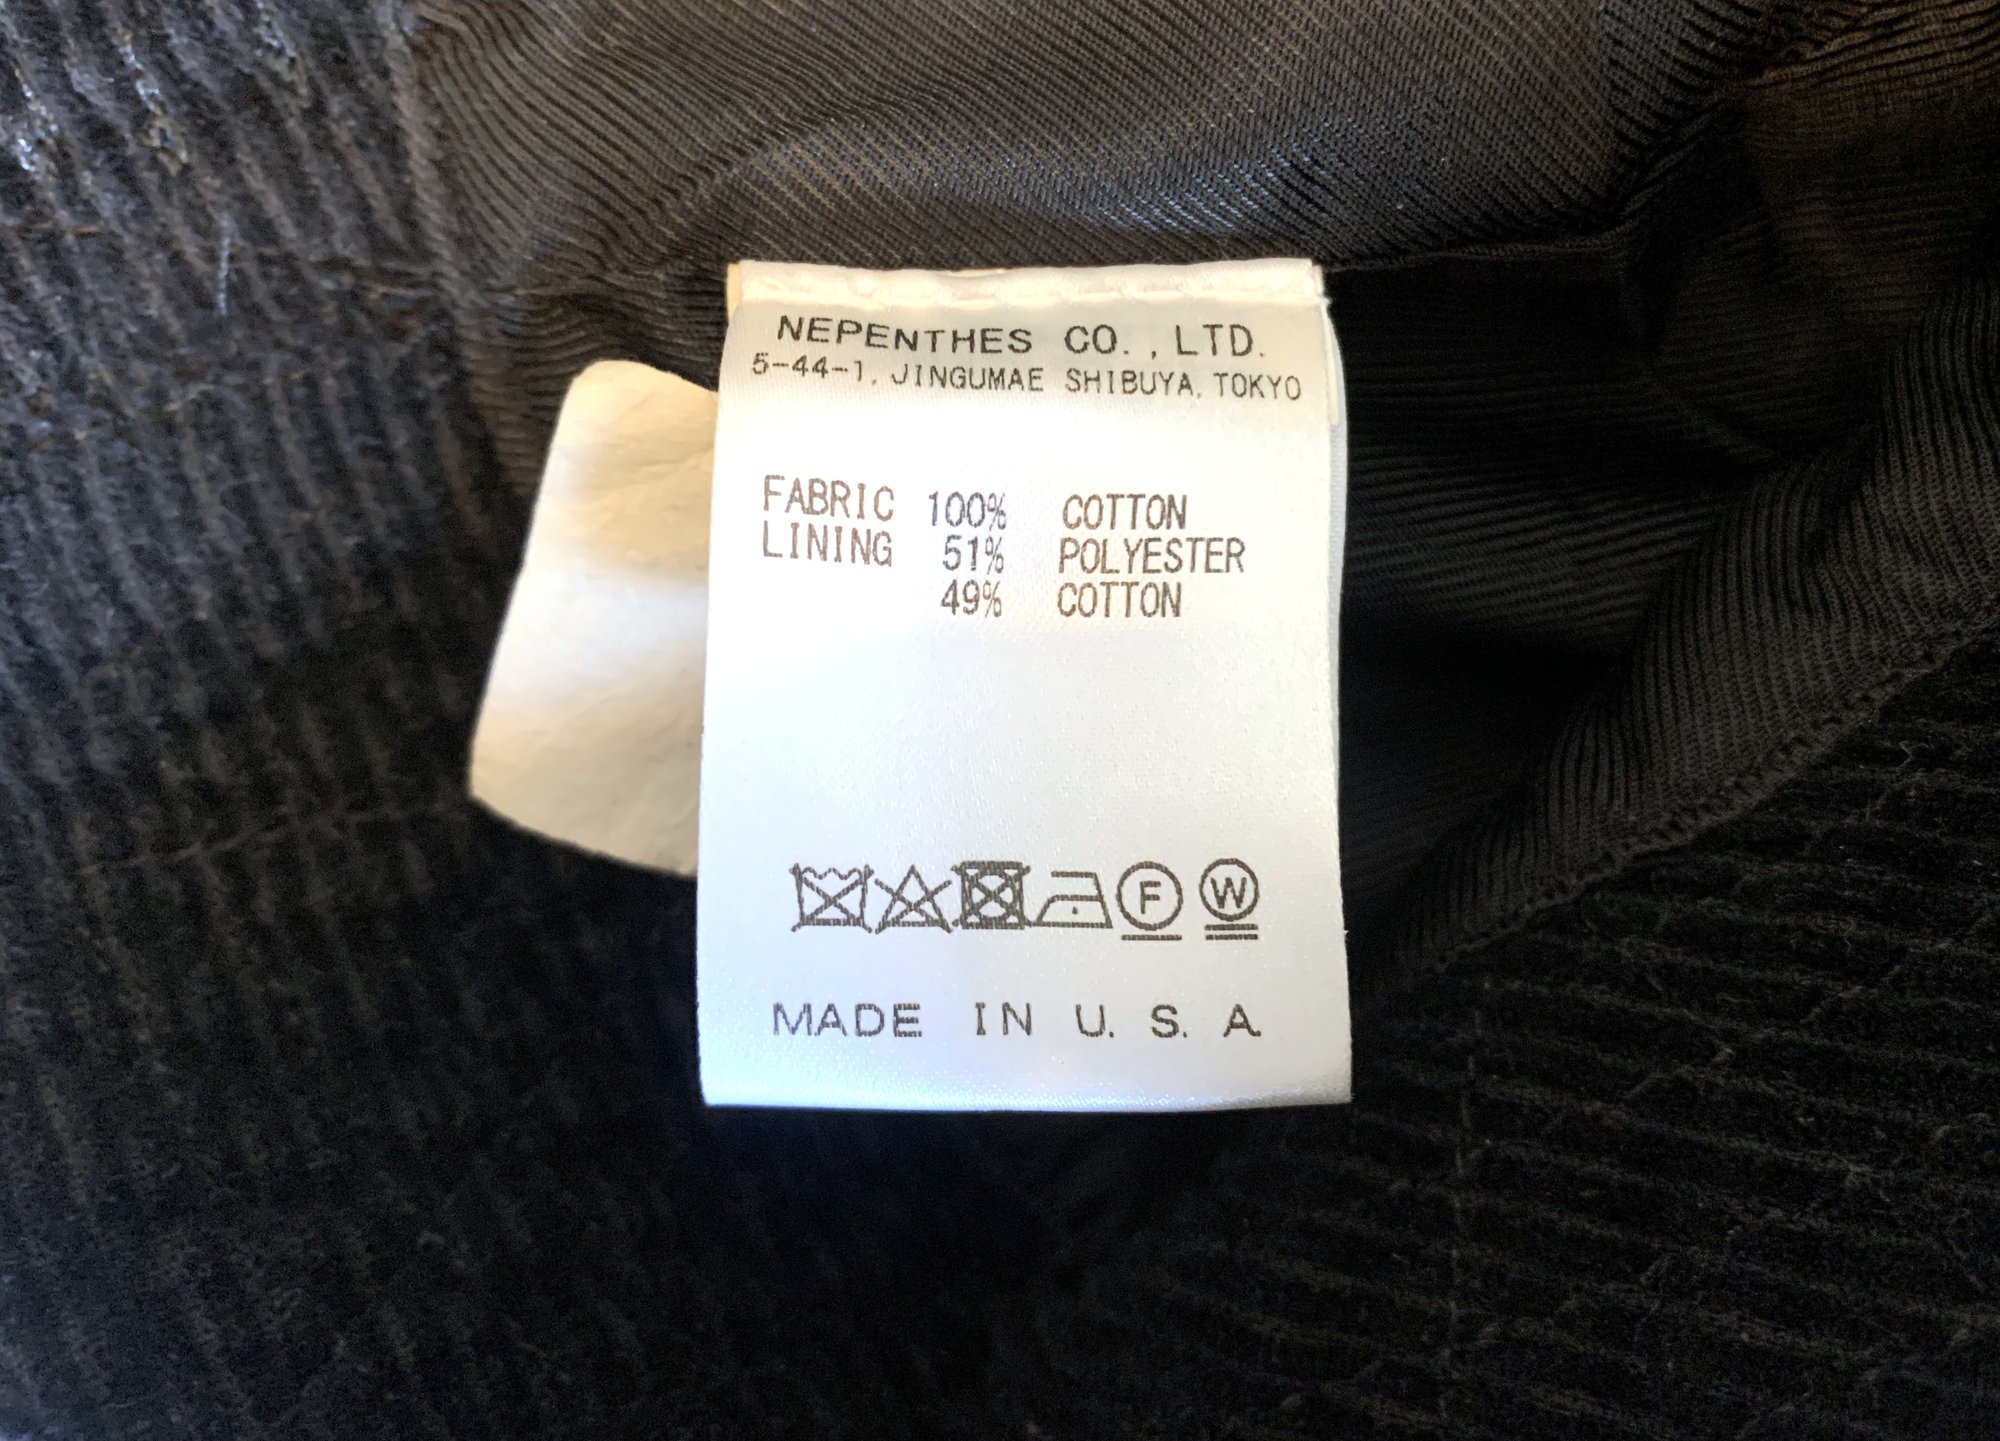 NEPENTHES CO., LTD.
5-44-1, JINGUMAE SHIBUYA, TOKYO
FABRIC 100% COTTON
LINING 51% POLYESTER
49% COTTON
F W
MADE IN U.S.A